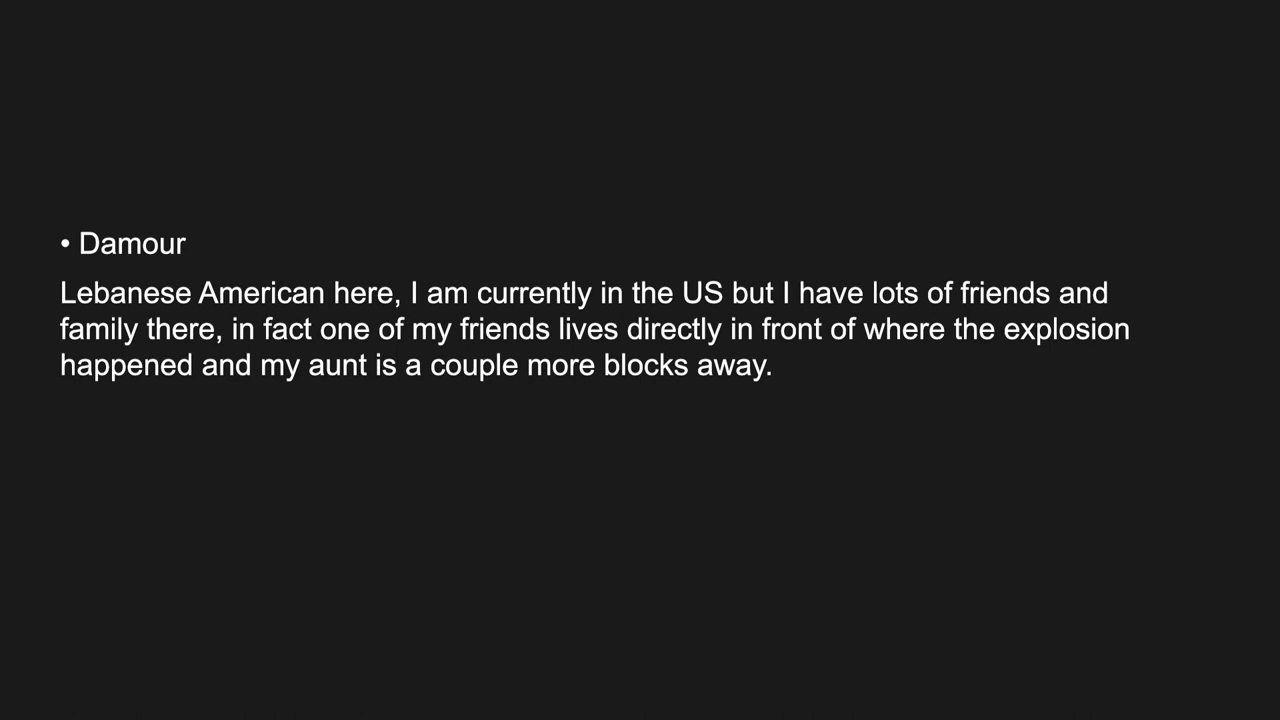 • Damour
Lebanese American here, I am currently in the US but I have lots of friends and
family there, in fact one of my friends lives directly in front of where the explosion
happened and my aunt is a couple more blocks away.